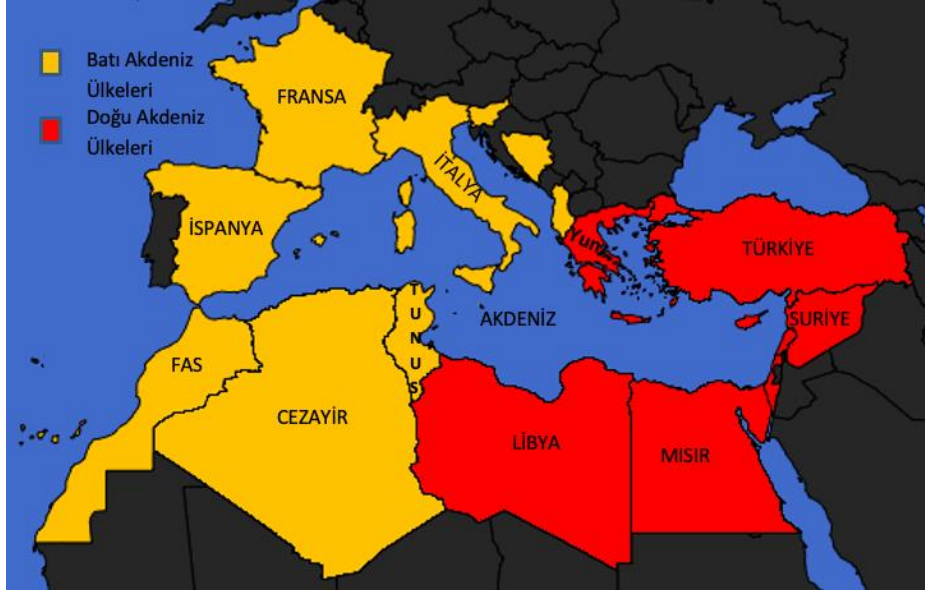 Batı Akdeniz
Ülkeleri
Doğu Akdeniz
Ülkeleri
FRANSA
İTALYA
İSPANYA
TÜRKİYE
TUNUS
AKDENİZ
SURİYE
FAS
CEZAYİR
LİBYA
MISIR